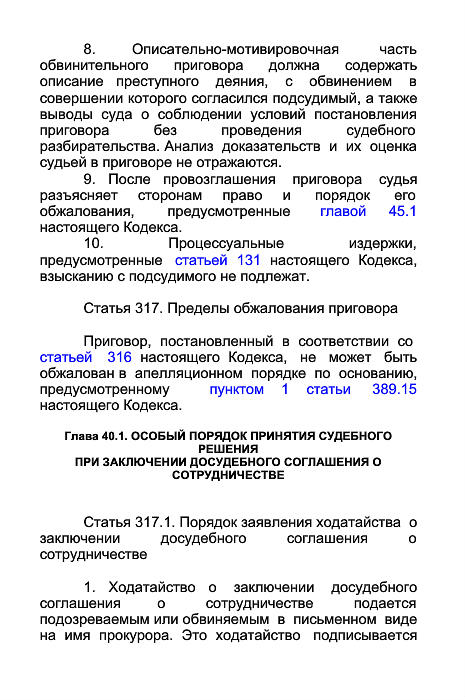 8. Описательно-мотивировочная часть
обвинительного приговора должна содержать
описание преступного деяния, с обвинением в
совершении которого согласился подсудимый, а также
выводы суда о соблюдении условий постановления
приговора без проведения судебного
разбирательства. Анализ доказательств и их оценка
судьей в приговоре не отражаются.
9. После провозглашения приговора судья
разъясняет сторонам право и порядок его
обжалования, предусмотренные главой 45.1
настоящего Кодекса.
10. Процессуальные издержки,
предусмотренные статьей 131 настоящего Кодекса,
взысканию с подсудимого не подлежат.
Статья 317. Пределы обжалования приговора
Приговор, постановленный в соответствии со
статьей 316 настоящего Кодекса, не может быть
обжалован в апелляционном порядке по основанию,
предусмотренному пунктом 1 статьи 389.15
настоящего Кодекса.
Глава 40.1. ОСОБЫЙ ПОРЯДОК ПРИНЯТИЯ СУДЕБНОГО
РЕШЕНИЯ
ПРИ ЗАКЛЮЧЕНИИ ДОСУДЕБНОГО СОГЛАШЕНИЯ О
СОТРУДНИЧЕСТВЕ
Статья 317.1. Порядок заявления ходатайства о
заключении досудебного соглашения о
сотрудничестве
1. Ходатайство о заключении досудебного
соглашения о сотрудничестве подается
подозреваемым или обвиняемым в письменном виде
на имя прокурора. Это ходатайство подписывается